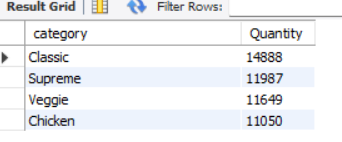 Result Grid Filter Rows:
category Quantity
Classic 14888
Supreme 11987
Veggie 11649
Chicken 11050